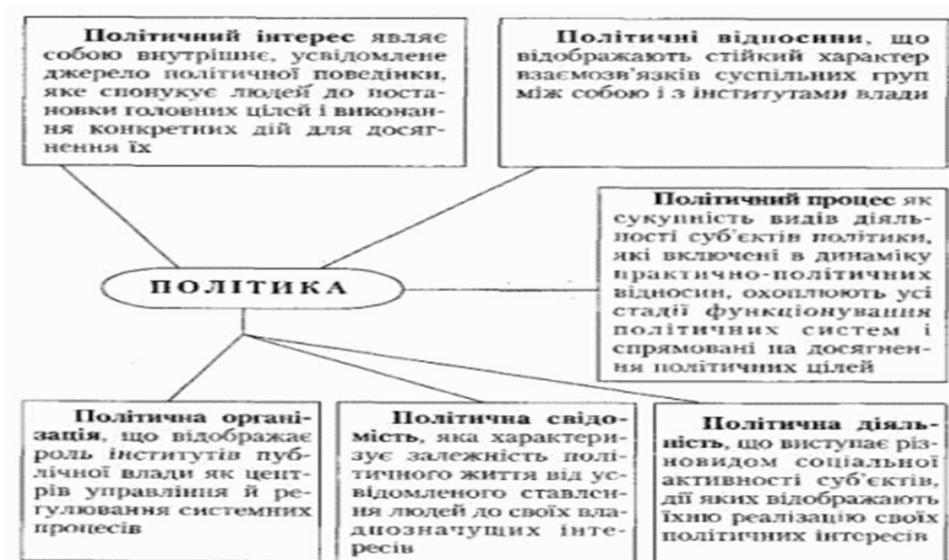 Політичний інтерес являє
собою внутрішнє, усвідомлене
джерело політичної поведінки,
яке спонукує людей до поста-
новки головних цілей і виконан-
ня конкретних дій для досяг-
нення їх
Політичні відносини, що
відображають стійкий характер
взаємозв'язків суспільних груп
між собою і з інститутами влади
Політичний процес як
сукупність видів діяль-
ності суб'єктів політики,
які включені в динаміку
практично-політичних
відносин, охоплюють усі
стадії функціонування
політичних систем і
спрямовані на досягнен-
ня політичних цілей
ПОЛІТИКА
Політична органі-
зація, що відображає
роль інститутів пуб-
лічної влади як цент-
рів управління й ре-
гулювання системних
процесів
Політична свідо-
мість, яка характери-
зує залежність полі-
тичного життя від ус-
відомленого ставлен-
ня людей до своїх вла-
днозначущих інте-
ресів
Політична діяль-
ність, що виступає різ-
новидом соціальної
активності суб'єктів,
дії яких відображають
їхню реалізацію своїх
політичних інтересів